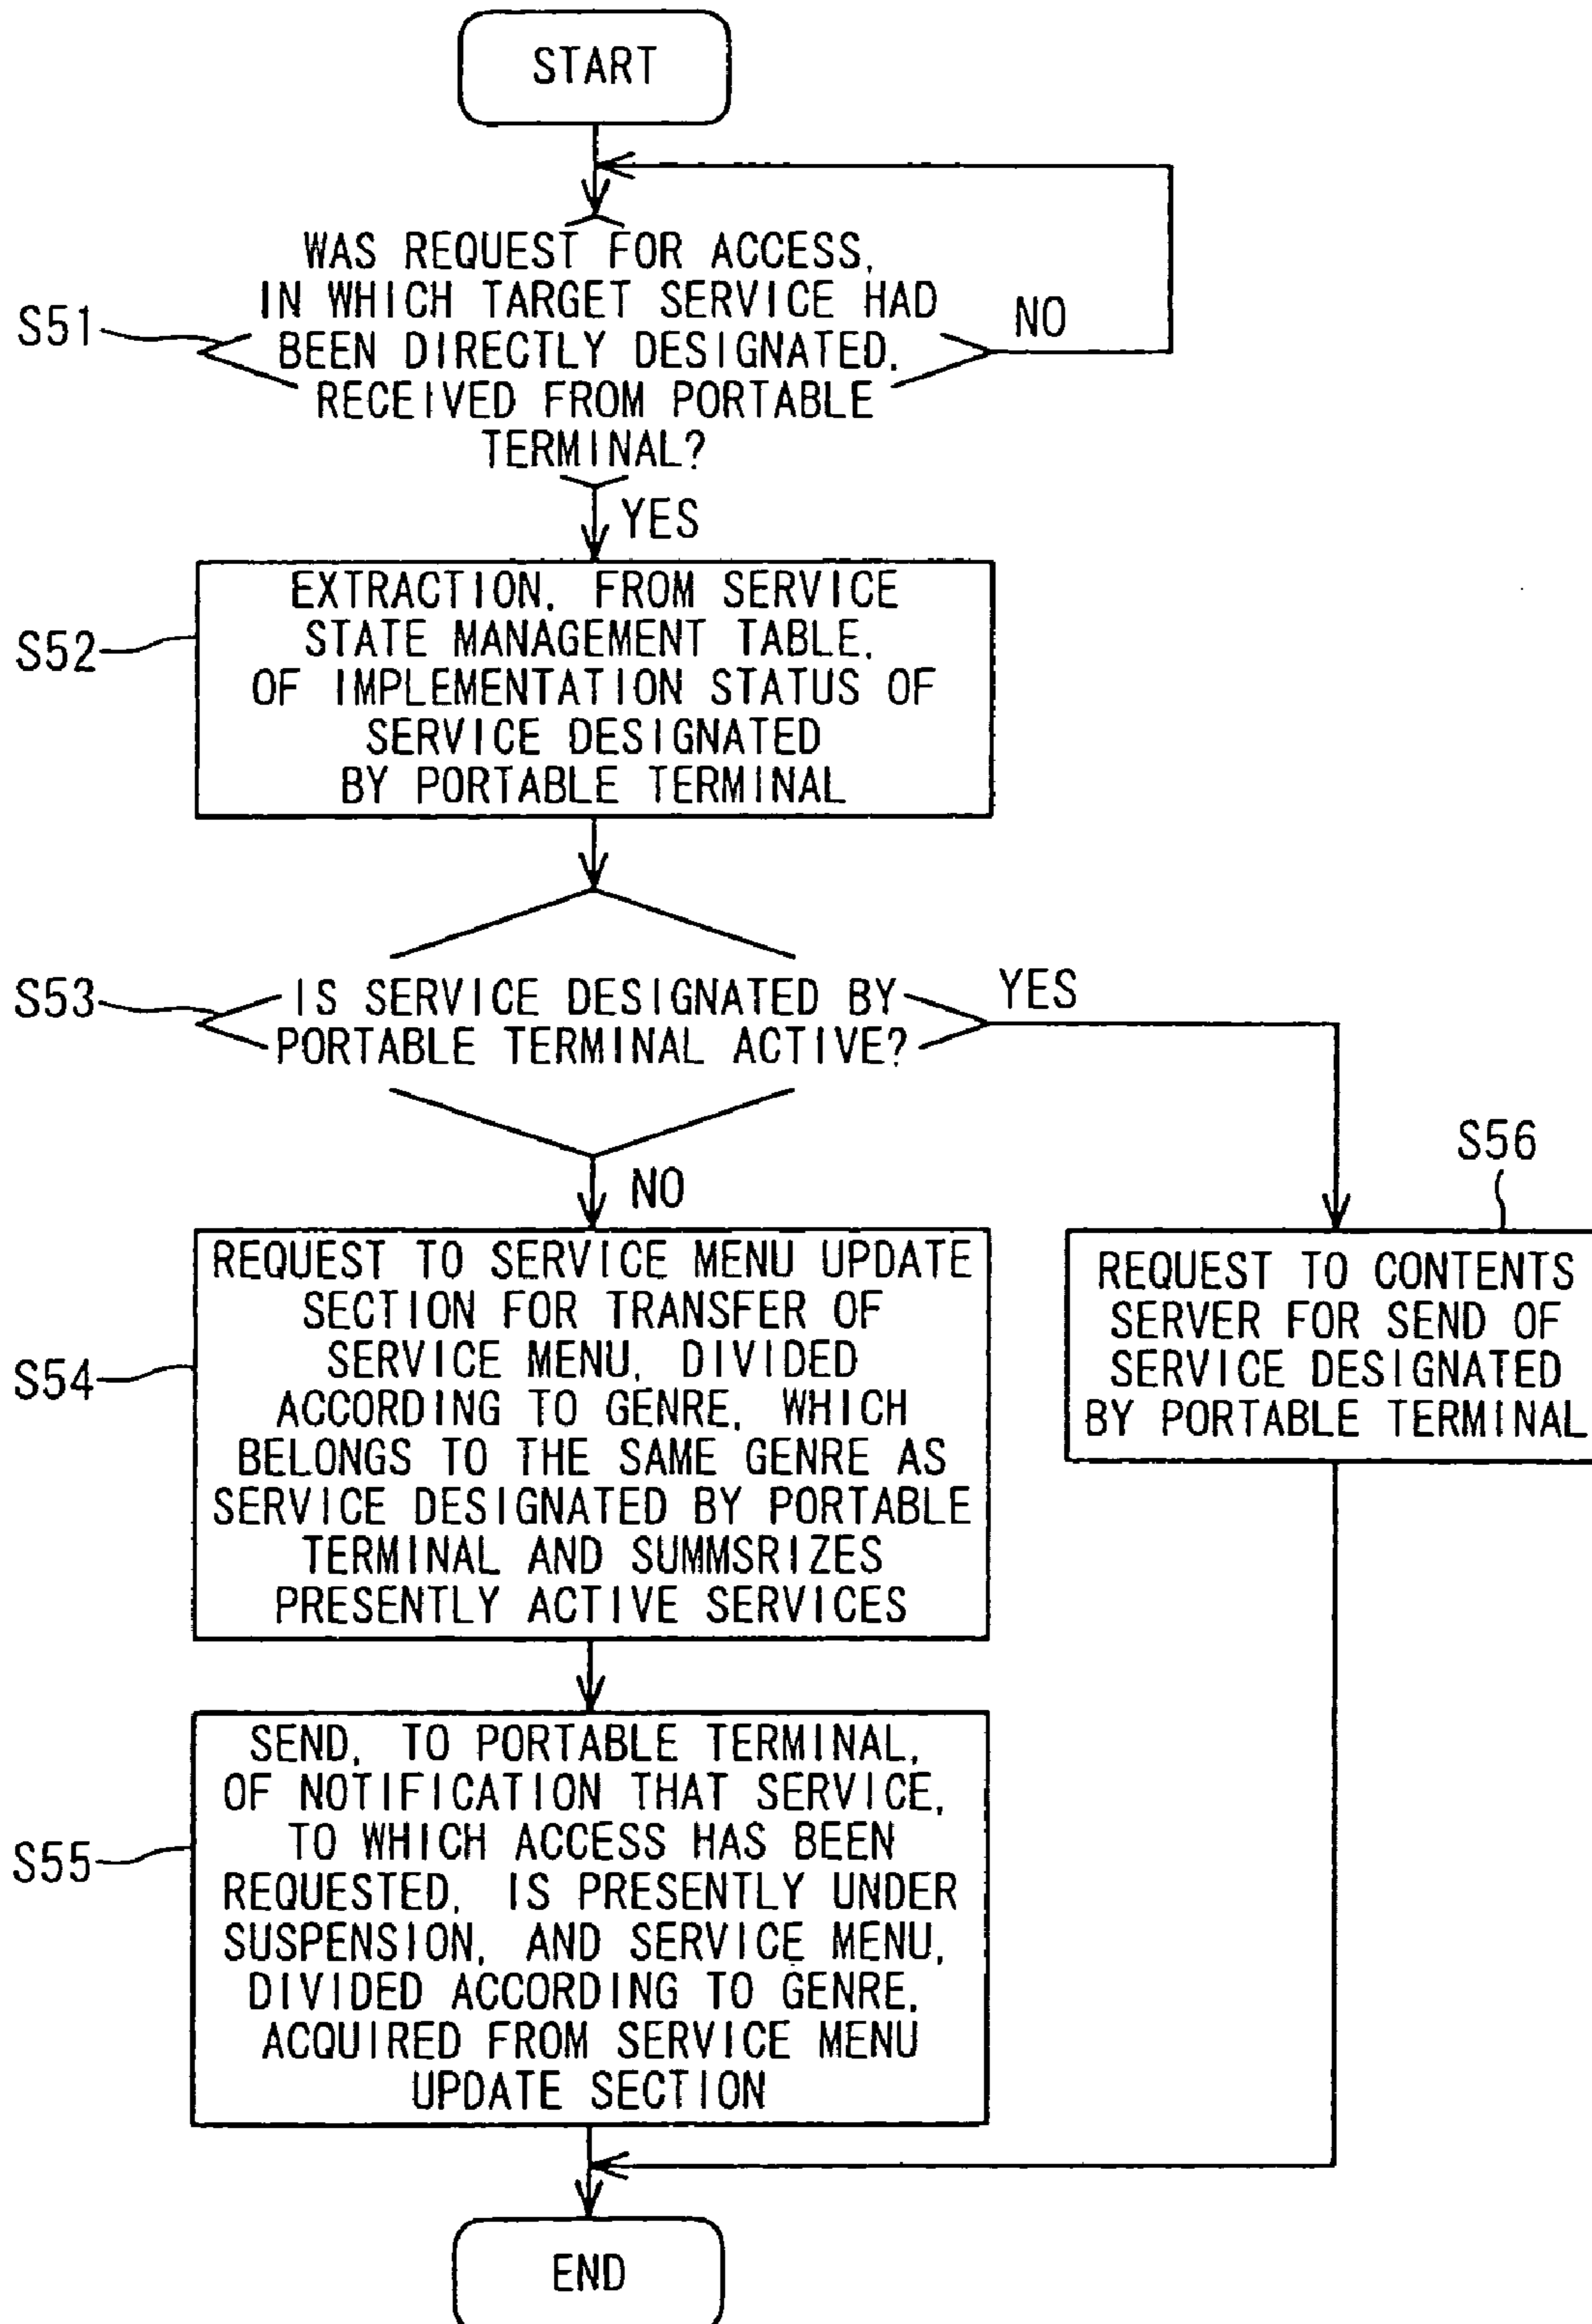 START
WAS REQUEST FOR ACCESS,
IN WHICH TARGET SERVICE HAD
BEEN DIRECTLY DESIGNATED,
RECEIVED FROM PORTABLE
TERMINAL?
S51
NO
YES
EXTRACTION, FROM SERVICE
STATE MANAGEMENT TABLE,
OF IMPLEMENTATION STATUS OF
SERVICE DESIGNATED
BY PORTABLE TERMINAL
S52
IS SERVICE DESIGNATED BY
PORTABLE TERMINAL ACTIVE?
S53
YES
NO
REQUEST TO SERVICE MENU UPDATE
SECTION FOR TRANSFER OF
SERVICE MENU, DIVIDED
ACCORDING TO GENRE, WHICH
BELONGS TO THE SAME GENRE AS
SERVICE DESIGNATED BY PORTABLE
TERMINAL AND SUMMSRIZES
PRESENTLY ACTIVE SERVICES
S54
S56
REQUEST TO CONTENTS
SERVER FOR SEND OF
SERVICE DESIGNATED
BY PORTABLE TERMINAL
SEND, TO PORTABLE TERMINAL,
OF NOTIFICATION THAT SERVICE,
TO WHICH ACCESS HAS BEEN
REQUESTED, IS PRESENTLY UNDER
SUSPENSION, AND SERVICE MENU,
DIVIDED ACCORDING TO GENRE,
ACQUIRED FROM SERVICE MENU
UPDATE SECTION
S55
END